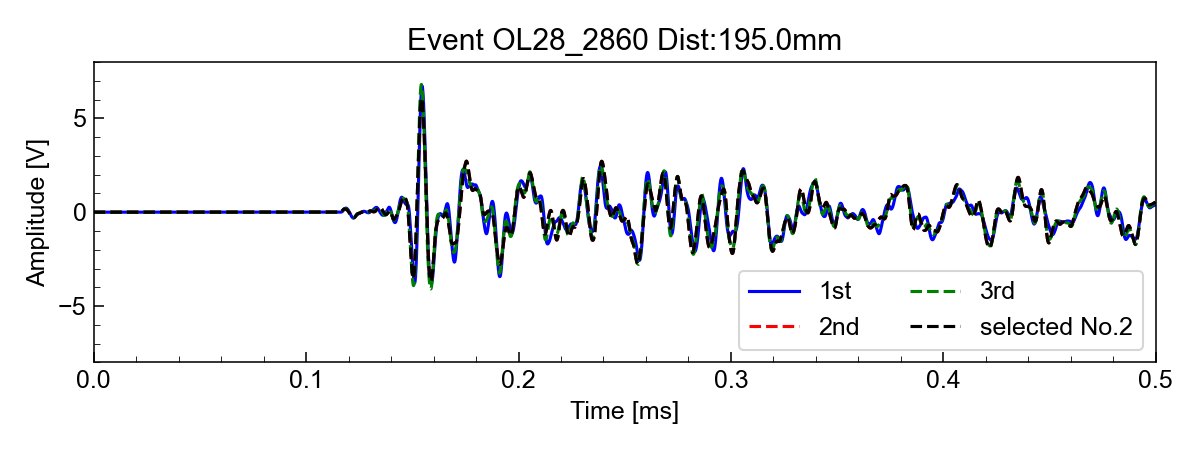 Event OL28_2860 Dist:195.0mm
Amplitude [V]
5
0
−5
1st
2nd
3rd
selected No.2
0.0 0.1 0.2 0.3 0.4 0.5
Time [ms]